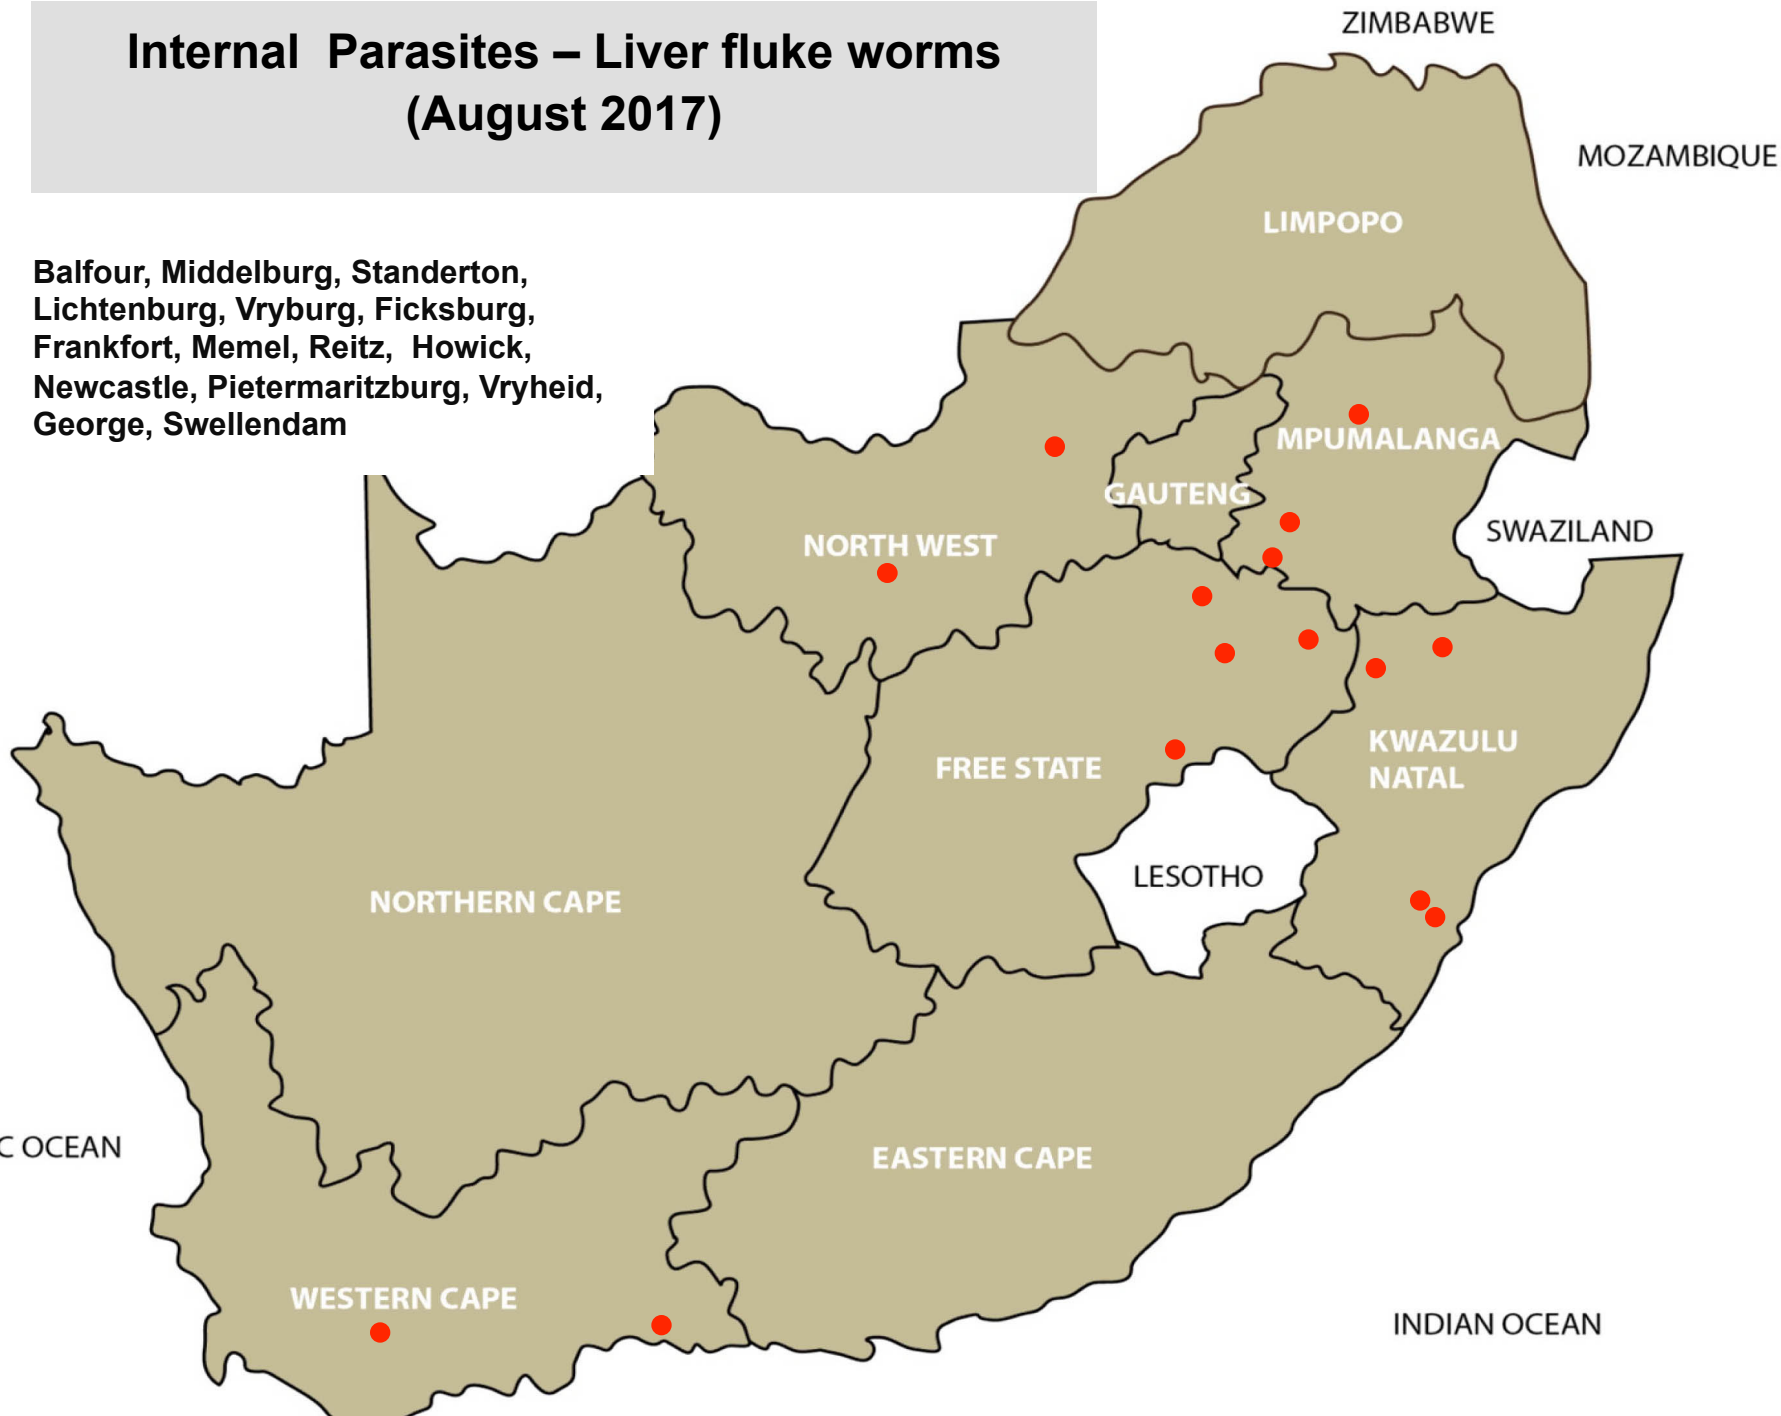 Internal  Parasites – Liver fluke worms
(August 2017)
Balfour, Middelburg, Standerton,
Lichtenburg, Vryburg, Ficksburg,
Frankfort, Memel, Reitz,  Howick,
Newcastle, Pietermaritzburg, Vryheid,
George, Swellendam
ZIMBABWE
MOZAMBIQUE
LIMPOPO
MPUMALANGA
GAUTENG
SWAZILAND
NORTH WEST
KWAZULU
NATAL
FREE STATE
LESOTHO
NORTHERN CAPE
C OCEAN
EASTERN CAPE
WESTERN CAPE
INDIAN OCEAN